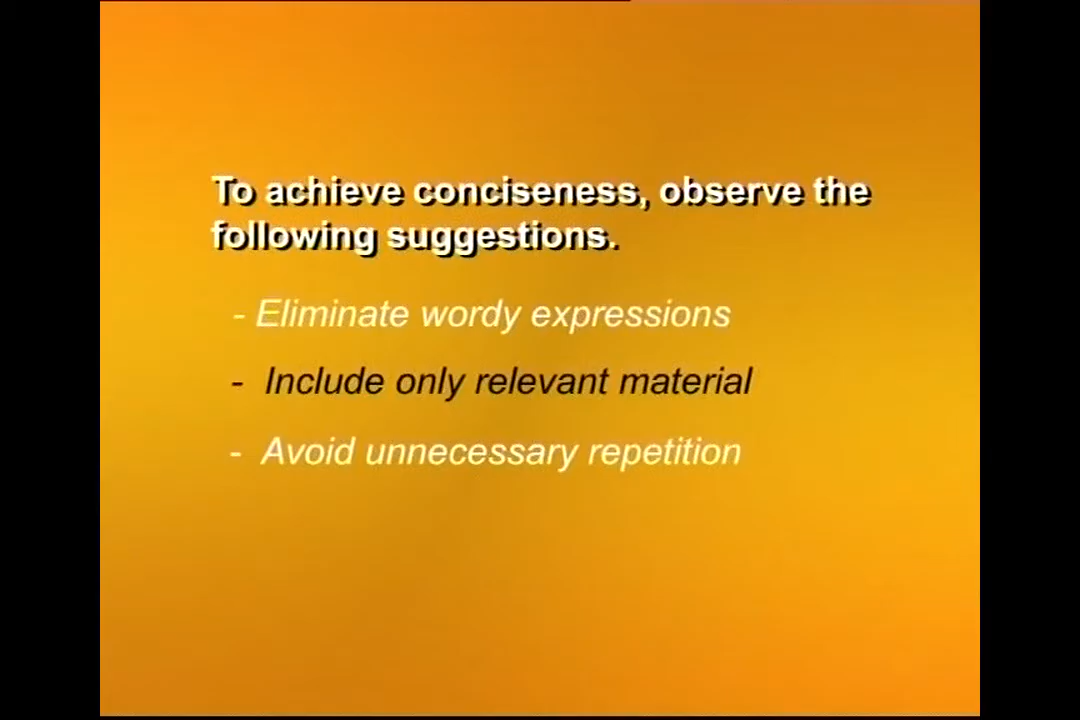 To achieve conciseness, observe the
following suggestions.
- Eliminate wordy expressions
- Include only relevant material
- Avoid unnecessary repetition